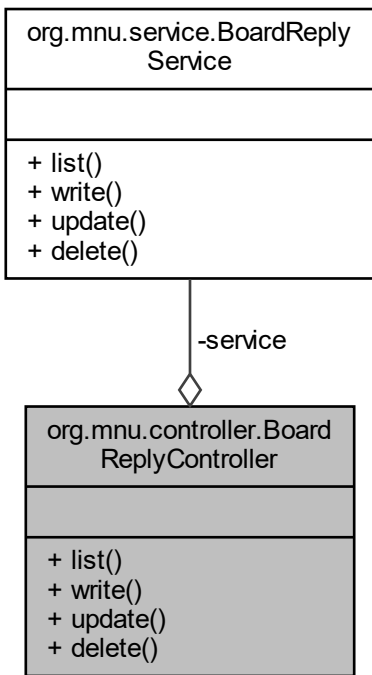 org.mnu.service.BoardReply
Service
+ list()
+ write()
+ update()
+ delete()
-service
org.mnu.controller.Board
ReplyController
+ list()
+ write()
+ update()
+ delete()